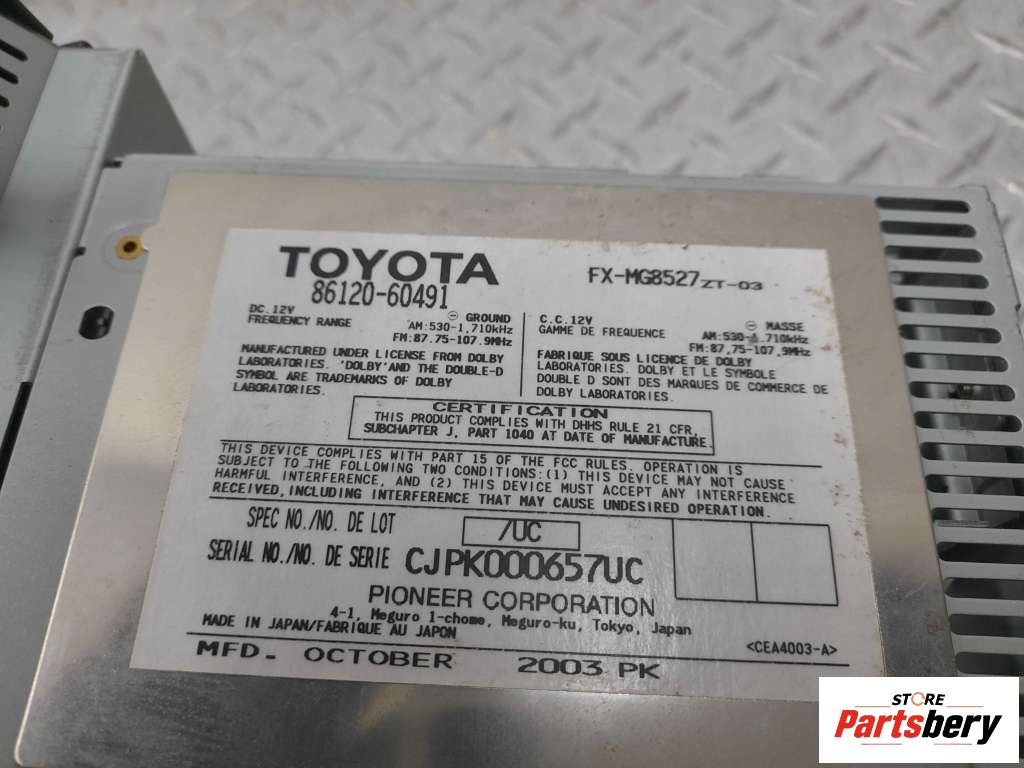 TOYOTA
86120-60491
FX-MG8527 ZT-03
DC. 12V ⊖ GROUND
FREQUENCY RANGE AM:530-1,710kHz
FM:87.75-107.9MHz
MANUFACTURED UNDER LICENSE FROM DOLBY
LABORATORIES. 'DOLBY'AND THE DOUBLE-D
SYMBOL ARE TRADEMARKS OF DOLBY
LABORATORIES.
C.C. 12V ⊖ MASSE
GAMME DE FREQUENCE AM:530-1,710kHz
FM:87,75-107,9MHz
FABRIQUE SOUS LICENCE DE DOLBY
LABORATORIES. DOLBY ET LE SYMBOLE
DOUBLE D SONT DES MARQUES DE COMMERCE DE
DOLBY LABORATORIES.
CERTIFICATION
THIS PRODUCT COMPLIES WITH DHHS RULE 21 CFR,
SUBCHAPTER J, PART 1040 AT DATE OF MANUFACTURE.
THIS DEVICE COMPLIES WITH PART 15 OF THE FCC RULES. OPERATION IS
SUBJECT TO THE FOLLOWING TWO CONDITIONS:(1) THIS DEVICE MAY NOT CAUSE
HARMFUL INTERFERENCE, AND (2) THIS DEVICE MUST ACCEPT ANY INTERFERENCE
RECEIVED,INCLUDING INTERFERENCE THAT MAY CAUSE UNDESIRED OPERATION.
SPEC NO./NO. DE LOT /UC
SERIAL NO./NO. DE SERIE CJPK000657UC
PIONEER CORPORATION
4-1, Meguro 1-chome, Meguro-ku, Tokyo, Japan
MADE IN JAPAN/FABRIQUE AU JAPON
<CEA4003-A>
MFD. OCTOBER 2003 PK
STORE
Partsbery